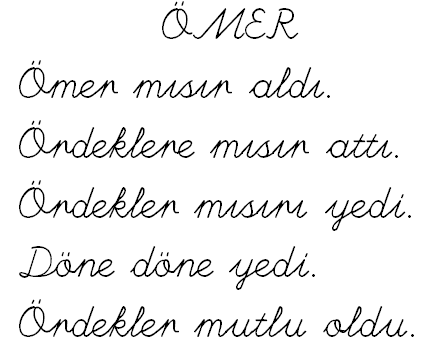 ÖMER
Ömer mısır aldı.
Ördeklere mısır attı.
Ördekler mısırı yedi.
Döne döne yedi.
Ördekler mutlu oldu.